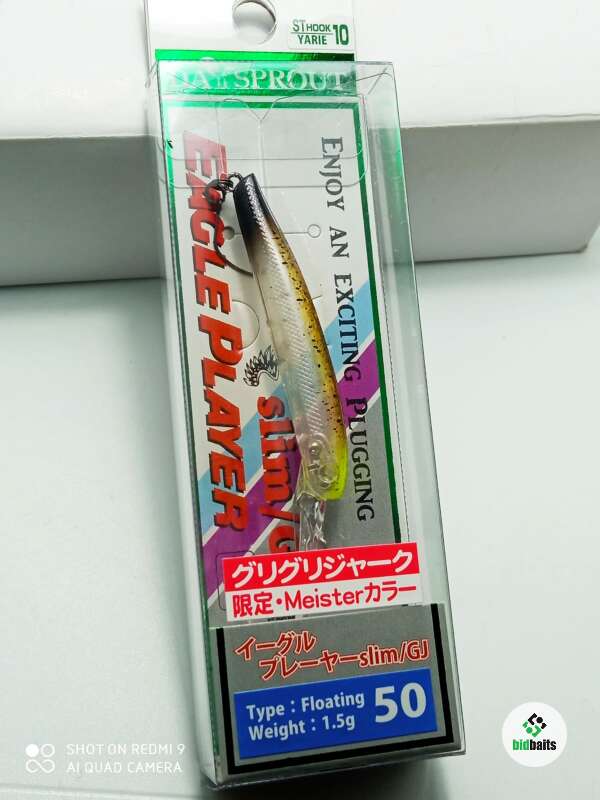 ST HOOK
YARIE 10
SPROUT
ENJOY AN EXCITING PLUGGING
EAGLE PLAYER
slim/G
グリグリジャーク
限定・Meisterカラー
イーグル
プレーヤーslim/GJ
Type : Floating
Weight : 1.5g
50
SHOT ON REDMI 9
AI QUAD CAMERA
bidbaits